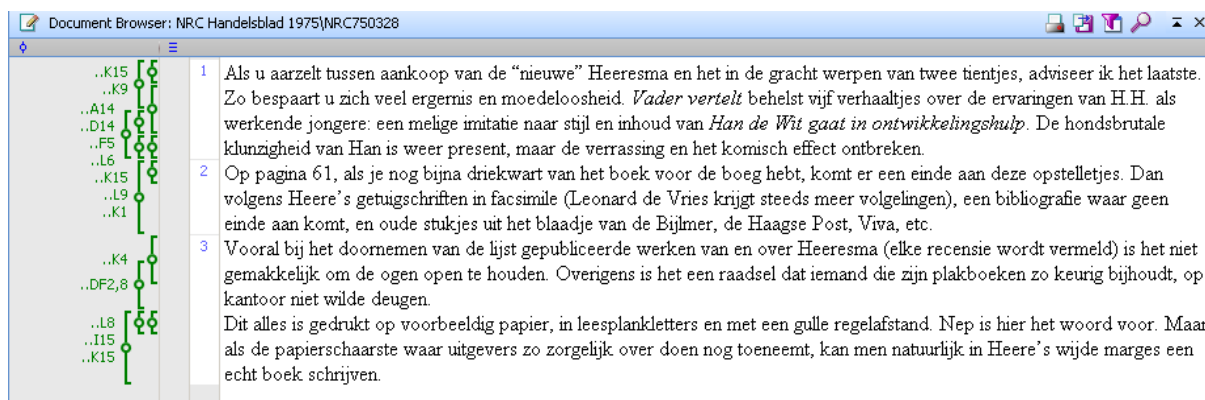 Document Browser: NRC Handelsblad 1975\NRC750328
..K15
..K9
..A14
..D14
..F5
..L6
..K15
..L9
..K1
..K4
..DF2,8
..L8
..I15
..K15
1 Als u aarzelt tussen aankoop van de “nieuwe” Heeresma en het in de gracht werpen van twee tientjes, adviseer ik het laatste.
Zo bespaart u zich veel ergernis en moedeloosheid. Vader vertelt behelst wijf verhaaltjes over de ervaringen van H.H. als
werkende jongere: een melige imitatie naar stijl en inhoud van Han de Wit gaat in ontwikkelingshulp. De hondsbrutale
klunzigheid van Han is weer present, maar de verrassing en het komisch effect ontbreken.
2 Op pagina 61, als je nog bijna driekwart van het boek voor de boeg hebt, komt er een einde aan deze opstelletjes. Dan
volgens Heere’s getuigschriften in facsimile (Leonard de Vries krijgt steeds meer volgelingen), een bibliografie waar geen
einde aan komt, en oude stukjes uit het blaadje van de Bijlmer, de Haagse Post, Viva, etc.
3 Vooral bij het doornemen van de lijst gepubliceerde werken van en over Heeresma (elke recensie wordt vermeld) is het niet
gemakkelijk om de ogen open te houden. Overigens is het een raadsel dat iemand die zijn plakboeken zo keurig bijhoudt, op
kantoor niet wilde deugen.
Dit alles is gedrukt op voorbeeldig papier, in leesplankletters en met een gulle regelafstand. Nep is hier het woord voor. Maar
als de papierschaarste waar uitgevers zo zorgelijk over doen nog toeneemt, kan men natuurlijk in Heere’s wijde marges een
echt boek schrijven.